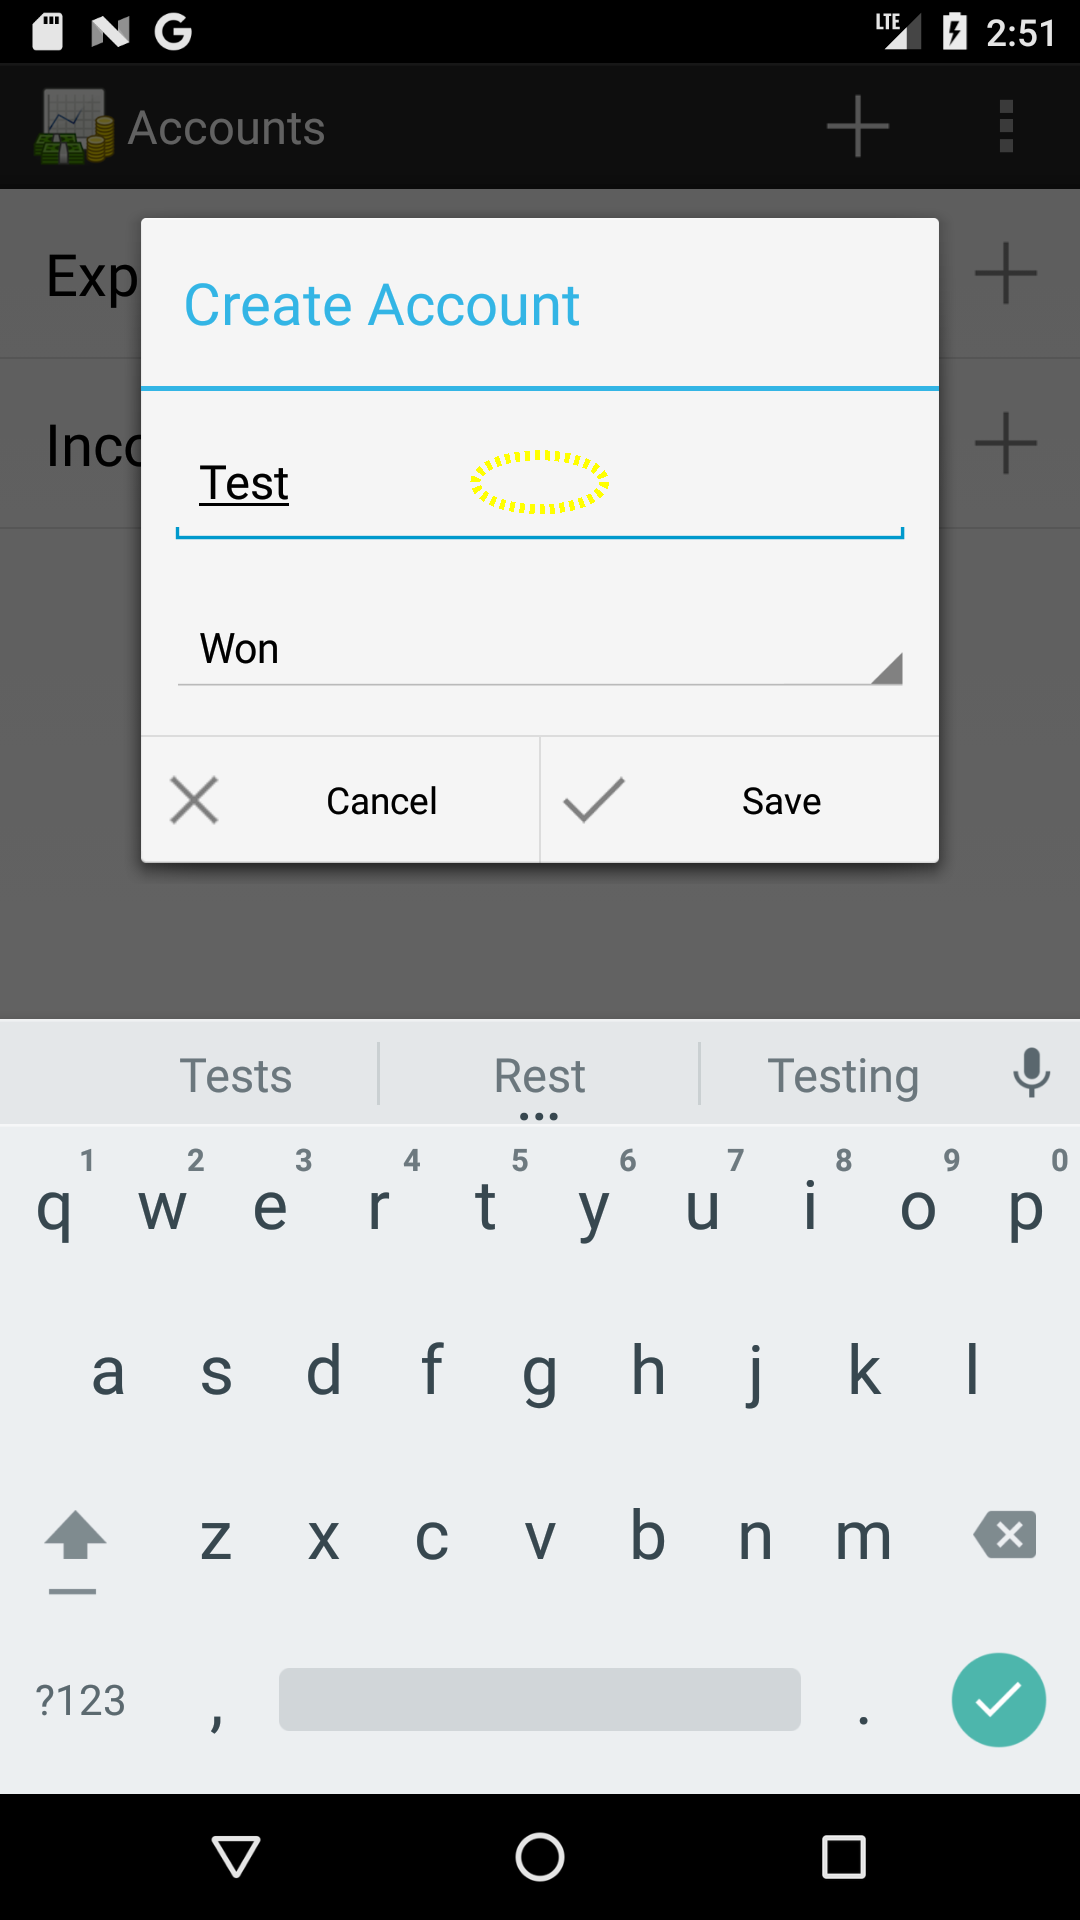 LTE 2:51
Accounts
Exp
Create Account
Inco
Test
Won
Cancel Save
Tests Rest Testing
1 2 3 4 5 6 7 8 9 0
q w e r t y u i o p
a s d f g h j k l
z x c v b n m
?123 , .